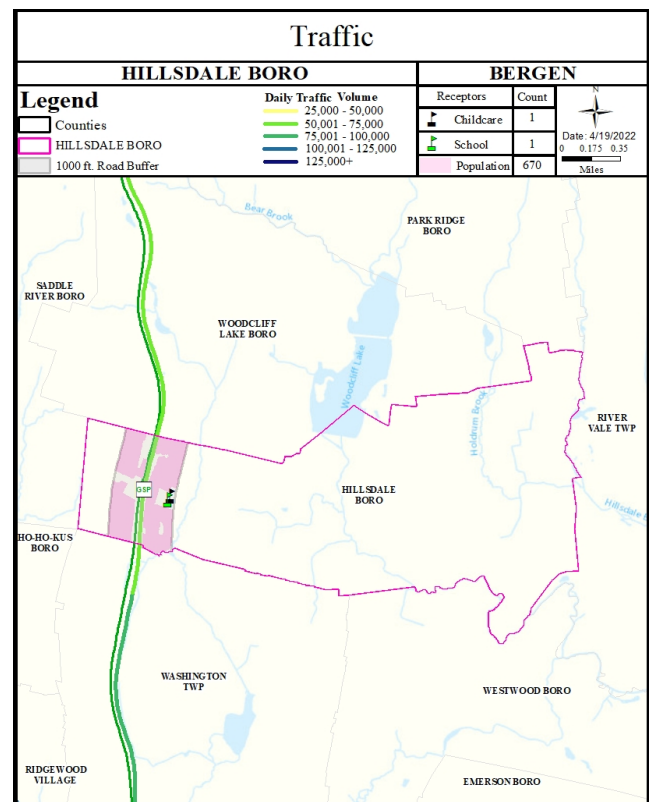 Traffic
HILLSDALE BORO
BERGEN
Legend
Counties
HILLSDALE BORO
1000 ft. Road Buffer
Daily Traffic Volume
25,000 - 50,000
50,001 - 75,000
75,001 - 100,000
100,001 - 125,000
125,000+
Receptors Count
Childcare 1
School 1
Population 670
N
Date: 4/19/2022
0 0.175 0.35
Miles
Bear Brook
PARK RIDGE
BORO
SADDLE
RIVER BORO
WOODCLIFF
LAKE BORO
Woodcliff Lake
Holdrum Brook
RIVER
VALE TWP
GSP
HILLSDALE
BORO
Hillsdale
HO-HO-KUS
BORO
WASHINGTON
TWP
WESTWOOD BORO
RIDGEWOOD
VILLAGE
EMERSON BORO